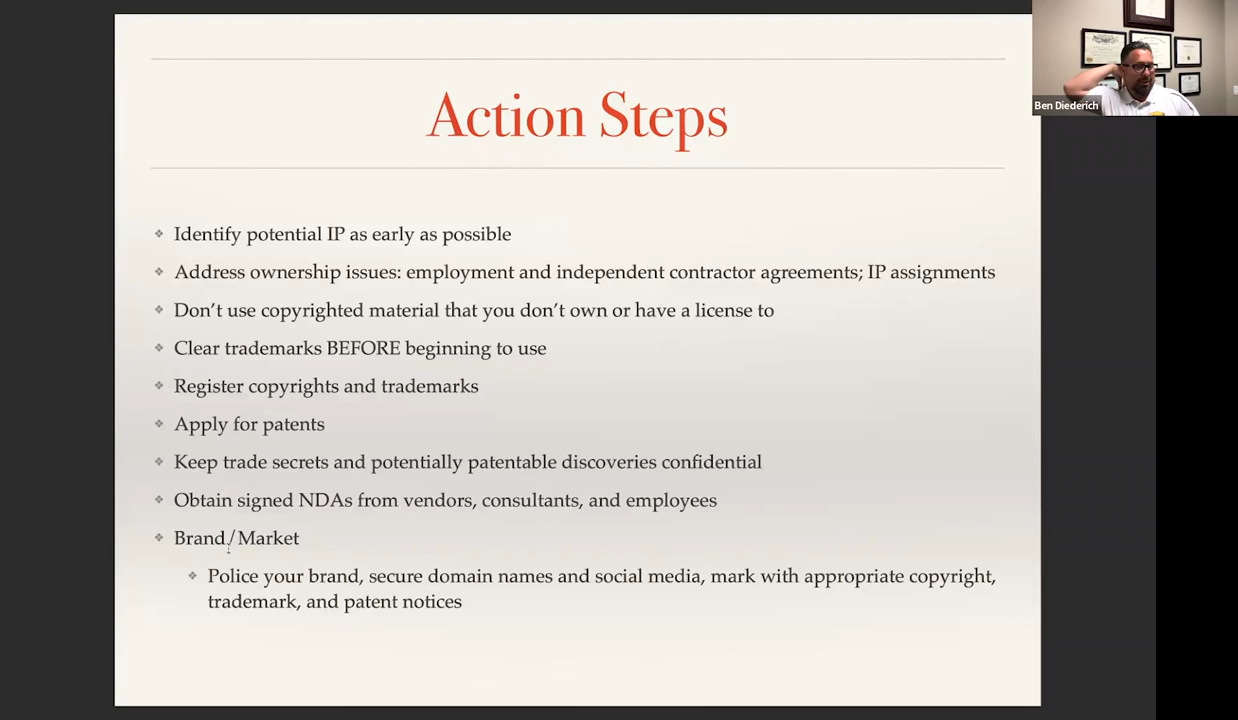 Action Steps
Ben Diederich
❖ Identify potential IP as early as possible
❖ Address ownership issues: employment and independent contractor agreements; IP assignments
❖ Don’t use copyrighted material that you don’t own or have a license to
❖ Clear trademarks BEFORE beginning to use
❖ Register copyrights and trademarks
❖ Apply for patents
❖ Keep trade secrets and potentially patentable discoveries confidential
❖ Obtain signed NDAs from vendors, consultants, and employees
❖ Brand/Market
❖ Police your brand, secure domain names and social media, mark with appropriate copyright,
trademark, and patent notices